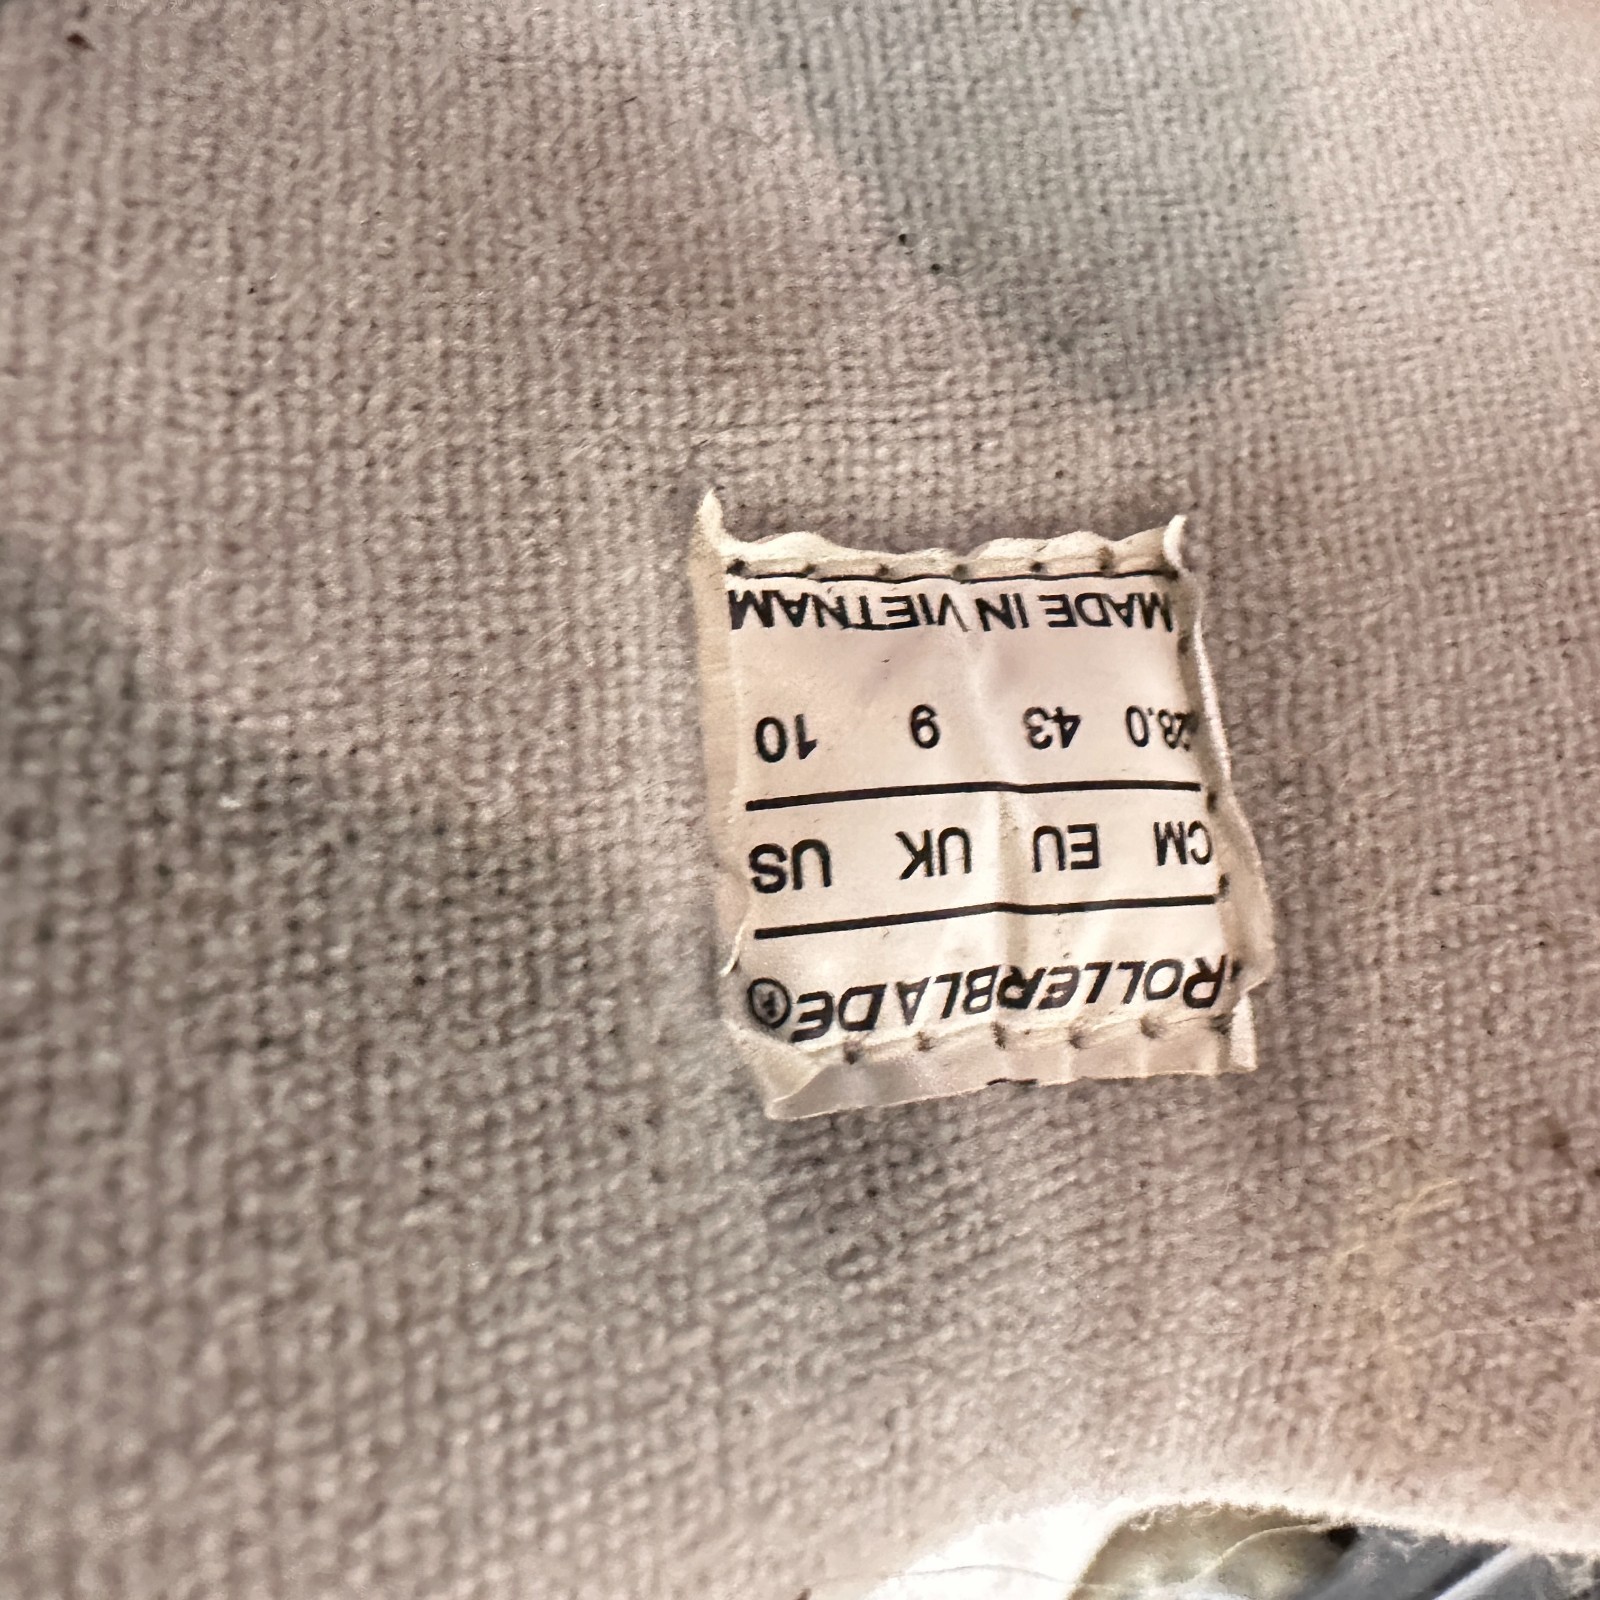 ROLLERBLADE®
CM EU UK US
28.0 43 9 10
MADE IN VIETNAM